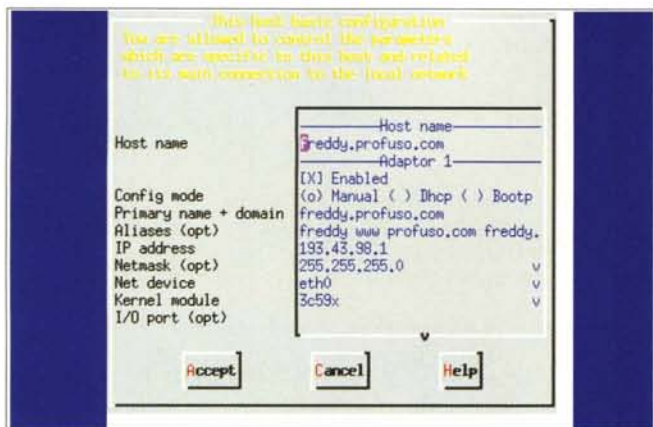 This host basic configuration
You are allowed to control the parameters
which are specific to this host and related
to its main connection to the local network
Host name
Host name freddy.profuso.com
Adaptor 1
[X] Enabled
Config mode (o) Manual ( ) Dhcp ( ) Bootp
Primary name + domain freddy.profuso.com
Aliases (opt) freddy www profuso.com freddy.
IP address 193.43.98.1
Netmask (opt) 255.255.255.0 v
Net device eth0 v
Kernel module 3c59x v
I/O port (opt)
v
Accept Cancel Help